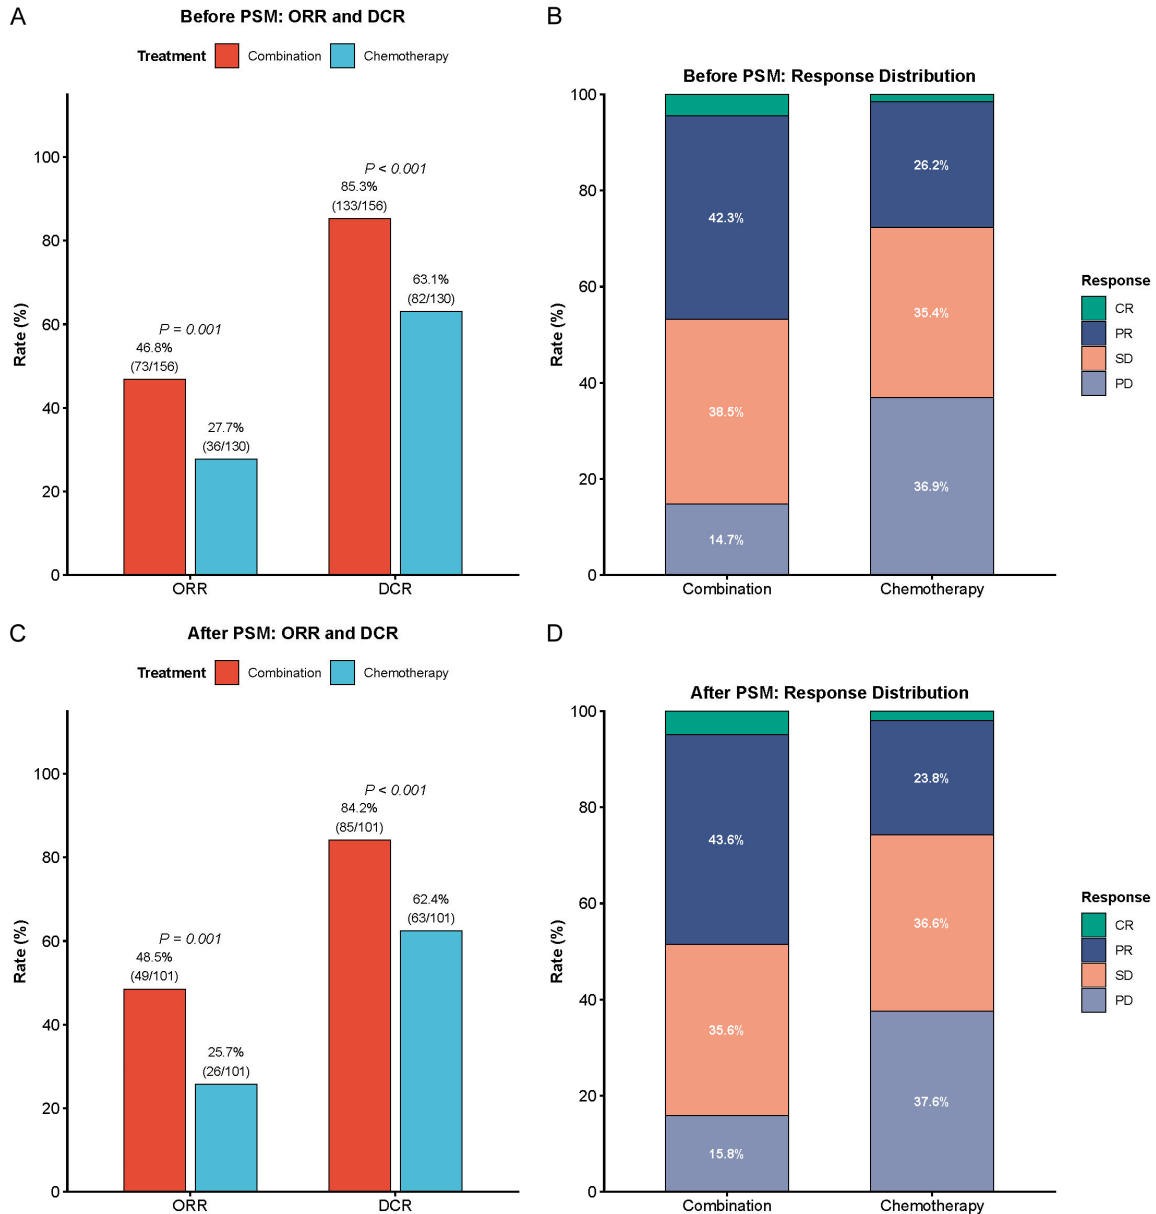 A
Before PSM: ORR and DCR
Treatment Combination Chemotherapy
Rate (%)
100
80
60
40
20
0
P = 0.001
46.8%
(73/156)
27.7%
(36/130)
P < 0.001
85.3%
(133/156)
63.1%
(82/130)
ORR
DCR
B
Before PSM: Response Distribution
Rate (%)
100
80
60
40
20
0
42.3%
38.5%
14.7%
26.2%
35.4%
36.9%
Combination
Chemotherapy
Response
CR
PR
SD
PD
C
After PSM: ORR and DCR
Treatment Combination Chemotherapy
Rate (%)
100
80
60
40
20
0
P = 0.001
48.5%
(49/101)
25.7%
(26/101)
P < 0.001
84.2%
(85/101)
62.4%
(63/101)
ORR
DCR
D
After PSM: Response Distribution
Rate (%)
100
80
60
40
20
0
43.6%
35.6%
15.8%
23.8%
36.6%
37.6%
Combination
Chemotherapy
Response
CR
PR
SD
PD